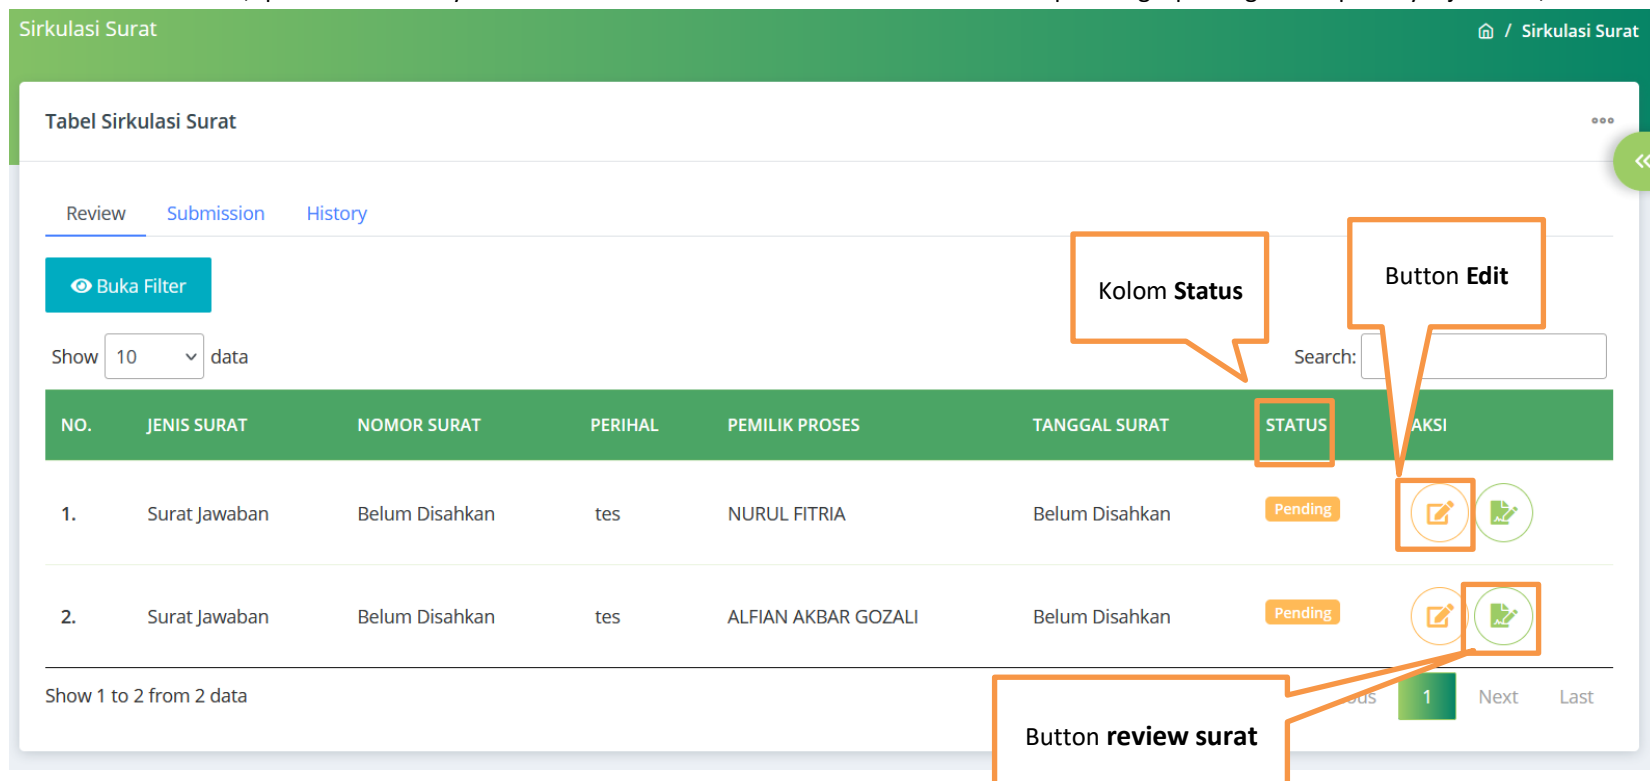 Sirkulasi Surat
/ Sirkulasi Surat
Tabel Sirkulasi Surat
Review Submission History
Kolom Status
Button Edit
Buka Filter
Show 10 data
Search:
NO. JENIS SURAT NOMOR SURAT PERIHAL PEMILIK PROSES TANGGAL SURAT STATUS AKSI
1. Surat Jawaban Belum Disahkan tes NURUL FITRIA Belum Disahkan Pending
2. Surat Jawaban Belum Disahkan tes ALFIAN AKBAR GOZALI Belum Disahkan Pending
Show 1 to 2 from 2 data
1 Next Last
Button review surat